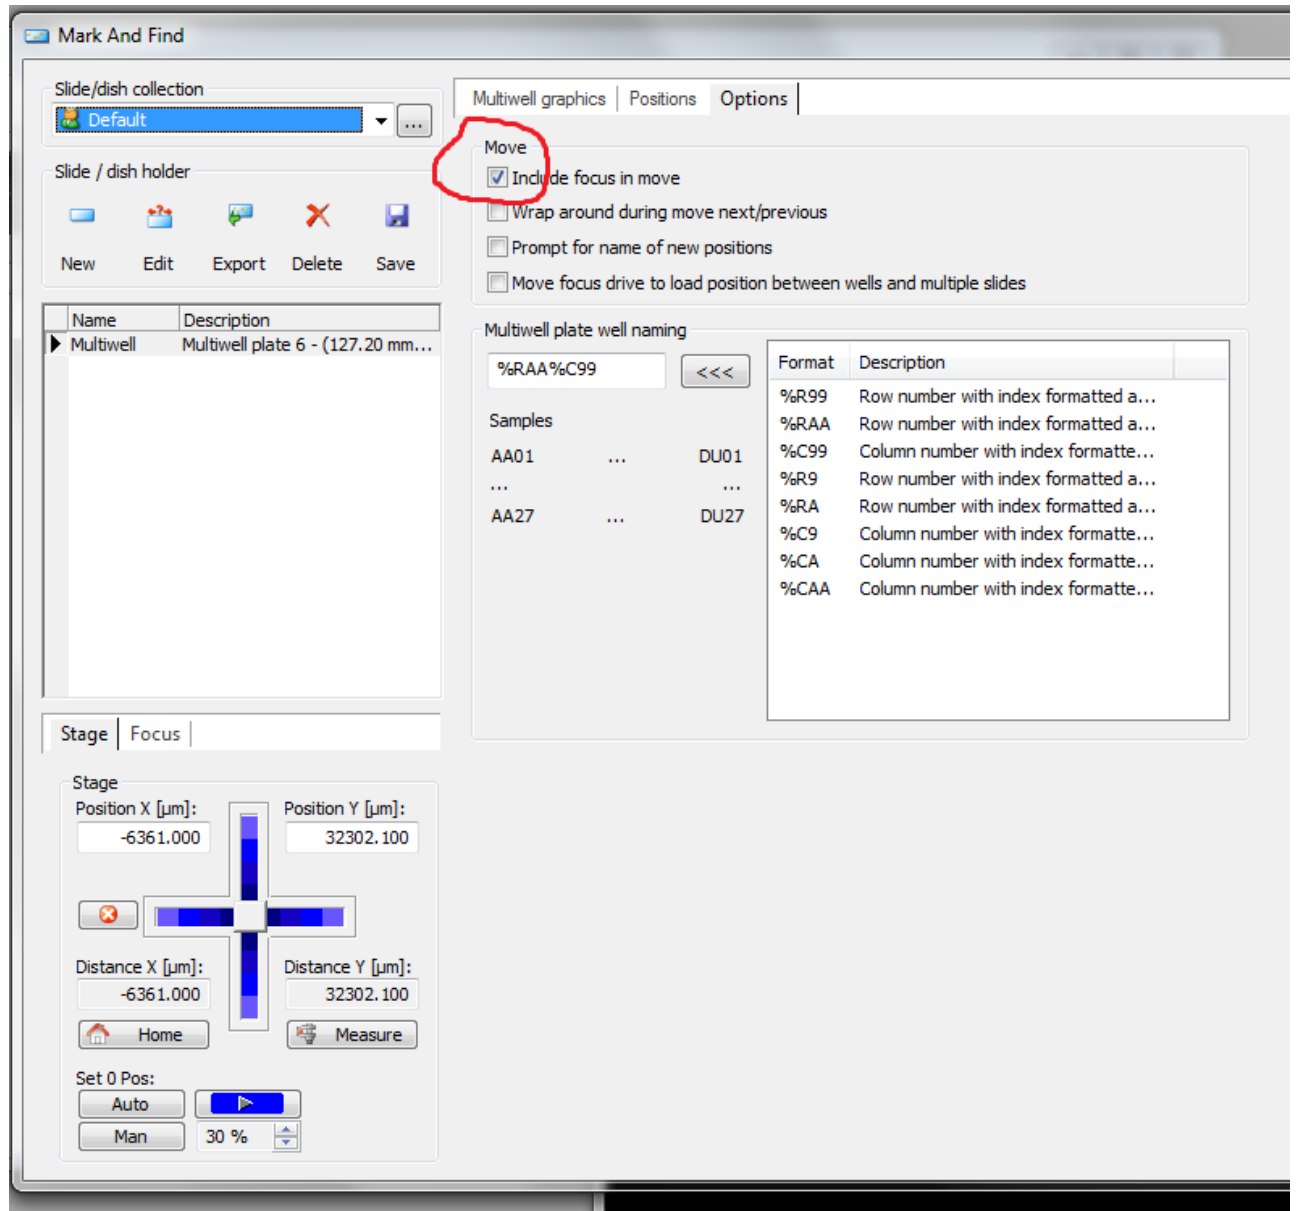 Mark And Find
Slide/dish collection
Default
...
Slide / dish holder
New Edit Export Delete Save
Name Description
Multiwell Multiwell plate 6 - (127.20 mm...
Multiwell graphics Positions Options
Move
Include focus in move
Wrap around during move next/previous
Prompt for name of new positions
Move focus drive to load position between wells and multiple slides
Multiwell plate well naming
%RAA%C99 <<<
Samples
AA01 ... DU01
... ...
AA27 ... DU27
Format Description
%R99 Row number with index formatted a...
%RAA Row number with index formatted a...
%C99 Column number with index formatte...
%R9 Row number with index formatted a...
%RA Row number with index formatted a...
%C9 Column number with index formatte...
%CA Column number with index formatte...
%CAA Column number with index formatte...
Stage Focus
Stage
Position X [µm]: Position Y [µm]:
-6361.000 32302.100
Distance X [µm]: Distance Y [µm]:
-6361.000 32302.100
Home Measure
Set 0 Pos:
Auto
Man 30 %